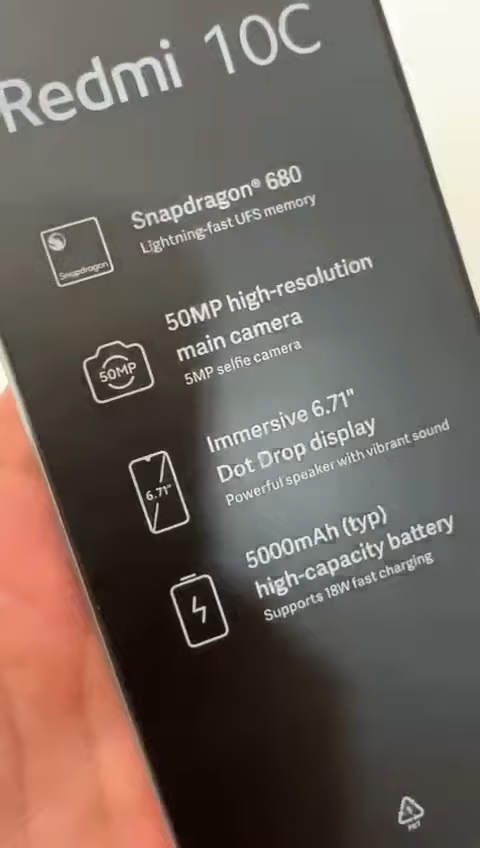 Redmi 10C
Snapdragon® 680
Lightning-fast UFS memory
Snapdragon
50MP high-resolution
main camera
5MP selfie camera
50MP
Immersive 6.71"
Dot Drop display
Powerful speaker with vibrant sound
6.71"
5000mAh (typ)
high-capacity battery
Supports 18W fast charging